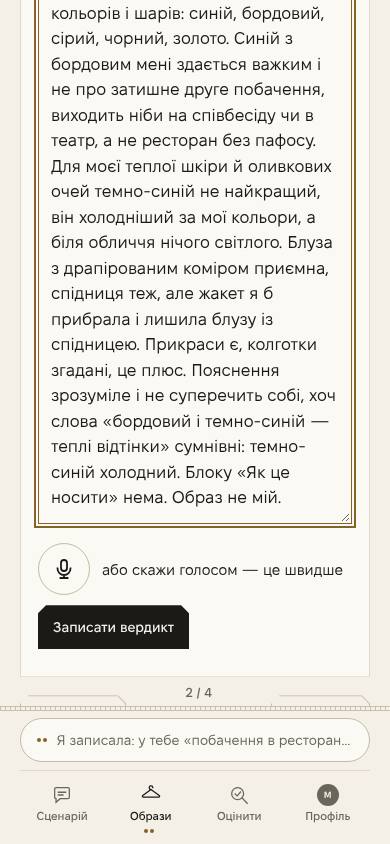 кольорів і шарів: синій, бордовий,
сірий, чорний, золото. Синій з
бордовим мені здається важким і
не про затишне друге побачення,
виходить ніби на співбесіду чи в
театр, а не ресторан без пафосу.
Для моєї теплої шкіри й оливкових
очей темно-синій не найкращий,
він холодніший за мої кольори, а
біля обличчя нічого світлого. Блуза
з драпірованим коміром приємна,
спідниця теж, але жакет я б
прибрала і лишила блузу із
спідницею. Прикраси є, колготки
згадані, це плюс. Пояснення
зрозуміле і не суперечить собі, хоч
слова «бордовий і темно-синій —
теплі відтінки» сумнівні: темно-
синій холодний. Блоку «Як це
носити» нема. Образ не мій.
або скажи голосом — це швидше
Записати вердикт
2 / 4
Я записала: у тебе «побачення в ресторан...
Сценарій
Образи
Оцінити
М
Профіль